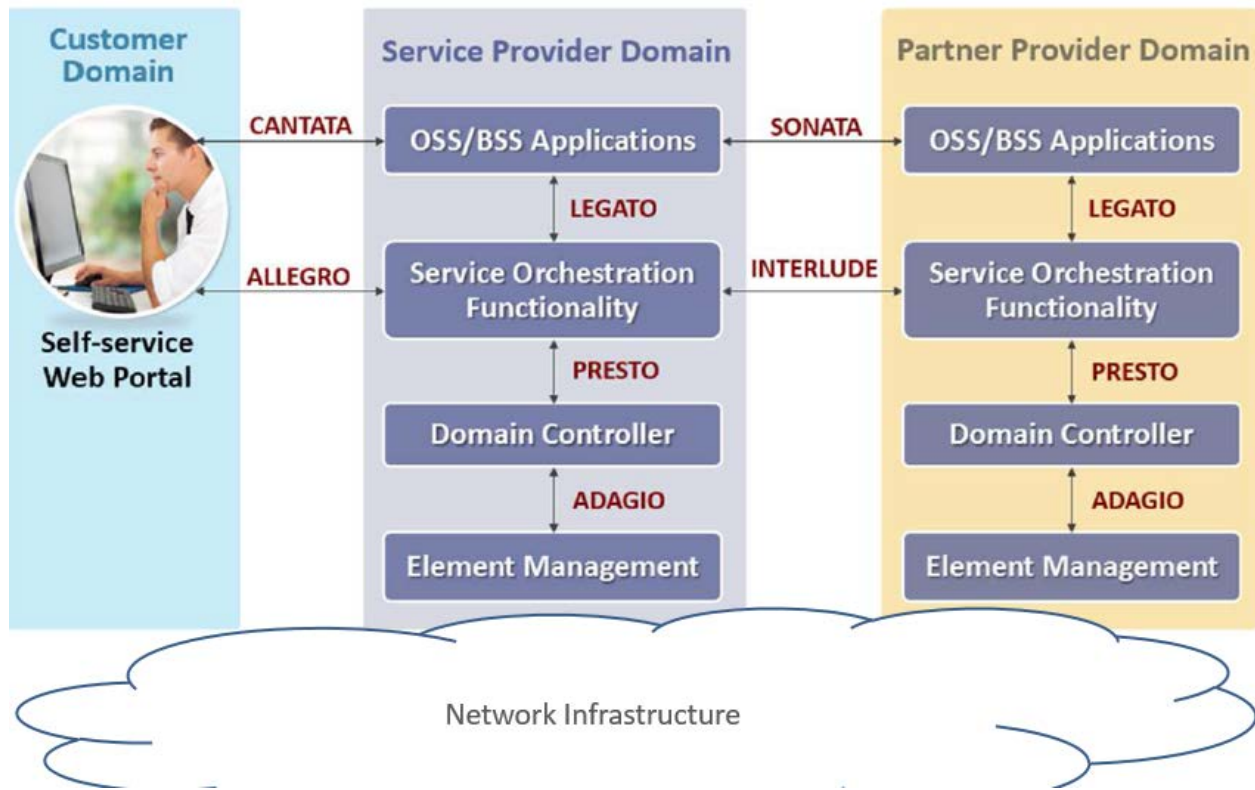 Customer
Domain
Service Provider Domain
Partner Provider Domain
CANTATA
OSS/BSS Applications
SONATA
OSS/BSS Applications
LEGATO
LEGATO
ALLEGRO
Service Orchestration
Functionality
INTERLUDE
Service Orchestration
Functionality
Self-service
Web Portal
PRESTO
PRESTO
Domain Controller
Domain Controller
ADAGIO
ADAGIO
Element Management
Element Management
Network Infrastructure